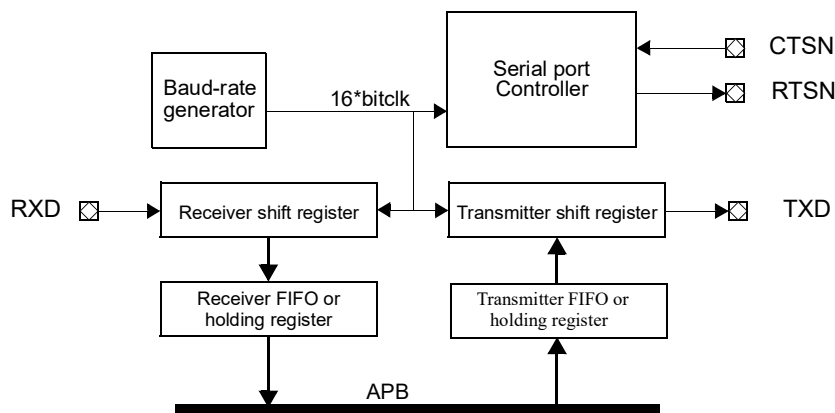 CTSN
Serial port
Controller
Baud-rate
generator
RTSN
16*bitclk
RXD
Receiver shift register
Transmitter shift register
TXD
Receiver FIFO or
holding register
Transmitter FIFO or
holding register
APB